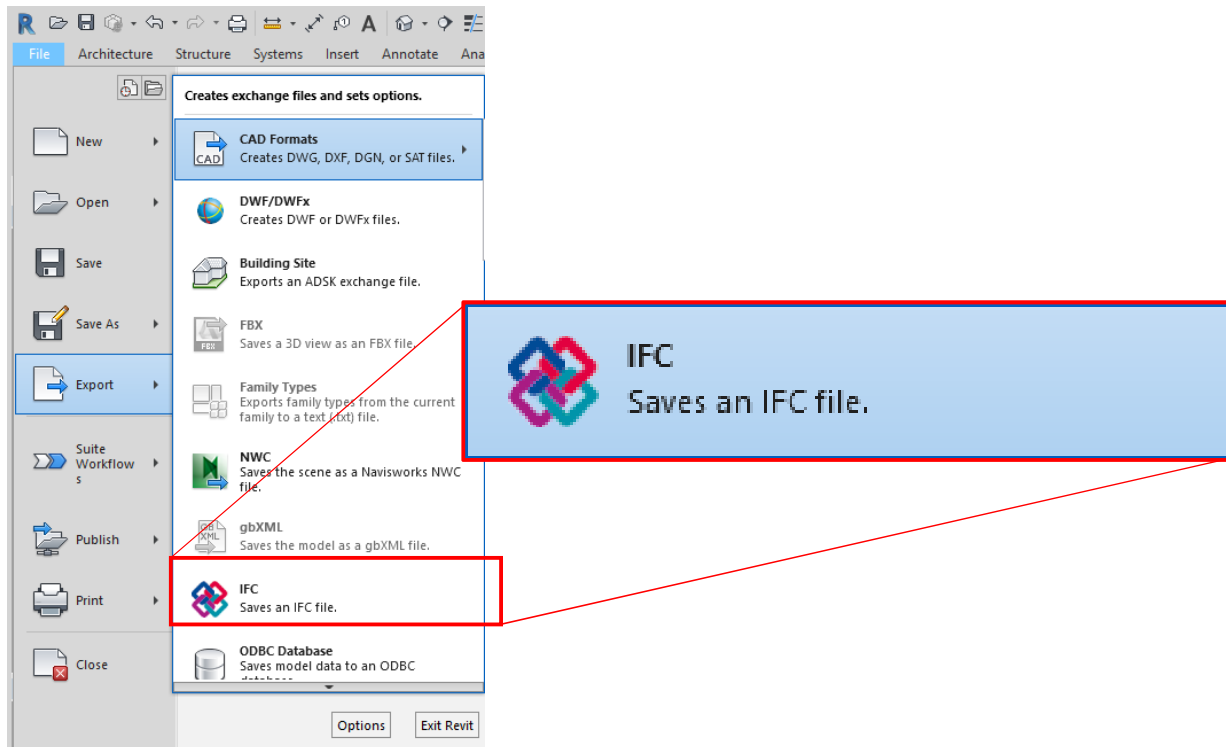 R
A
File Architecture Structure Systems Insert Annotate Ana
Creates exchange files and sets options.
New
Open
Save
Save As
Export
Suite
Workflow
s
Publish
Print
Close
CAD
CAD Formats
Creates DWG, DXF, DGN, or SAT files.
DWF/DWFx
Creates DWF or DWFx files.
Building Site
Exports an ADSK exchange file.
FBX
FBX
Saves a 3D view as an FBX file.
Family Types
Exports family types from the current
family to a text (.txt) file.
NWC
Saves the scene as a Navisworks NWC
file.
XML
gbXML
Saves the model as a gbXML file.
IFC
Saves an IFC file.
ODBC Database
Saves model data to an ODBC
database.
Options Exit Revit
IFC
Saves an IFC file.